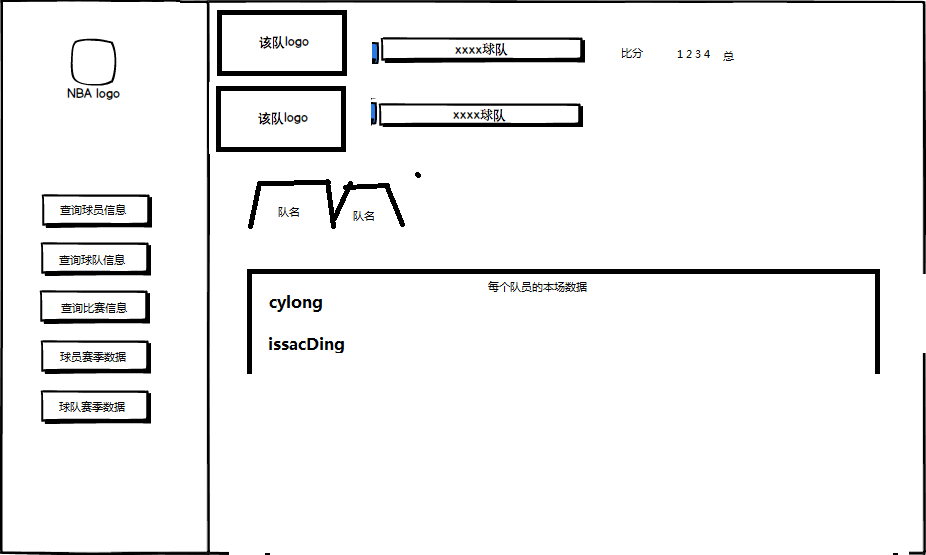 NBA logo
查询球员信息
查询球队信息
查询比赛信息
球员赛季数据
球队赛季数据
该队logo
xxxx球队
比分 1 2 3 4 总
该队logo
xxxx球队
队名 队名
每个队员的本场数据
cylong
issacDing